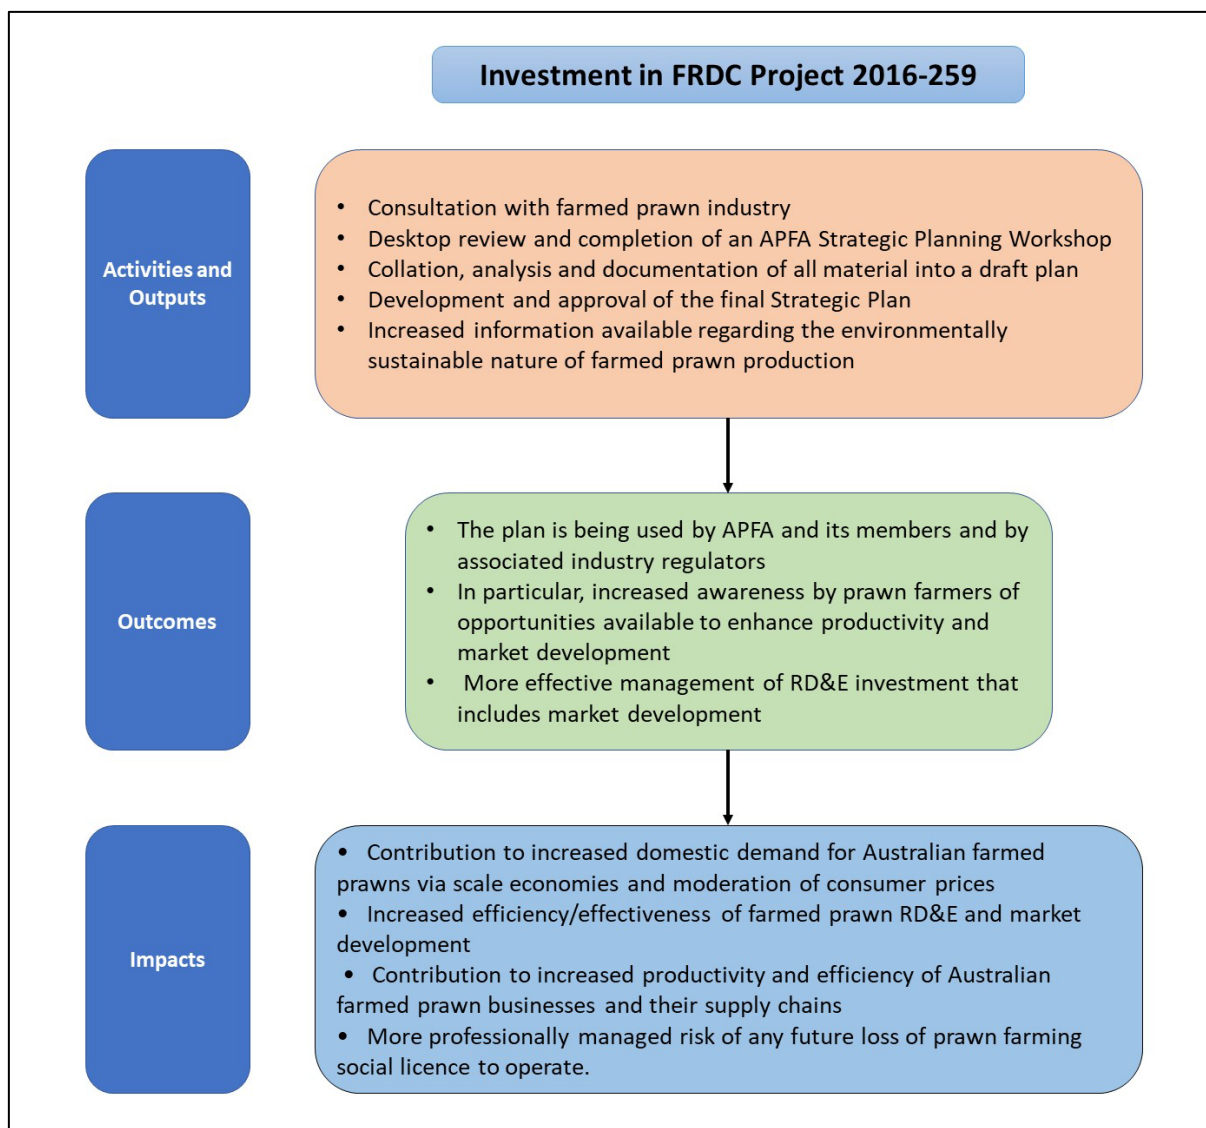 Investment in FRDC Project 2016-259
Activities and
Outputs
• Consultation with farmed prawn industry
• Desktop review and completion of an APFA Strategic Planning Workshop
• Collation, analysis and documentation of all material into a draft plan
• Development and approval of the final Strategic Plan
• Increased information available regarding the environmentally
sustainable nature of farmed prawn production
Outcomes
• The plan is being used by APFA and its members and by
associated industry regulators
• In particular, increased awareness by prawn farmers of
opportunities available to enhance productivity and
market development
• More effective management of RD&E investment that
includes market development
Impacts
• Contribution to increased domestic demand for Australian farmed
prawns via scale economies and moderation of consumer prices
• Increased efficiency/effectiveness of farmed prawn RD&E and market
development
• Contribution to increased productivity and efficiency of Australian
farmed prawn businesses and their supply chains
• More professionally managed risk of any future loss of prawn farming
social licence to operate.